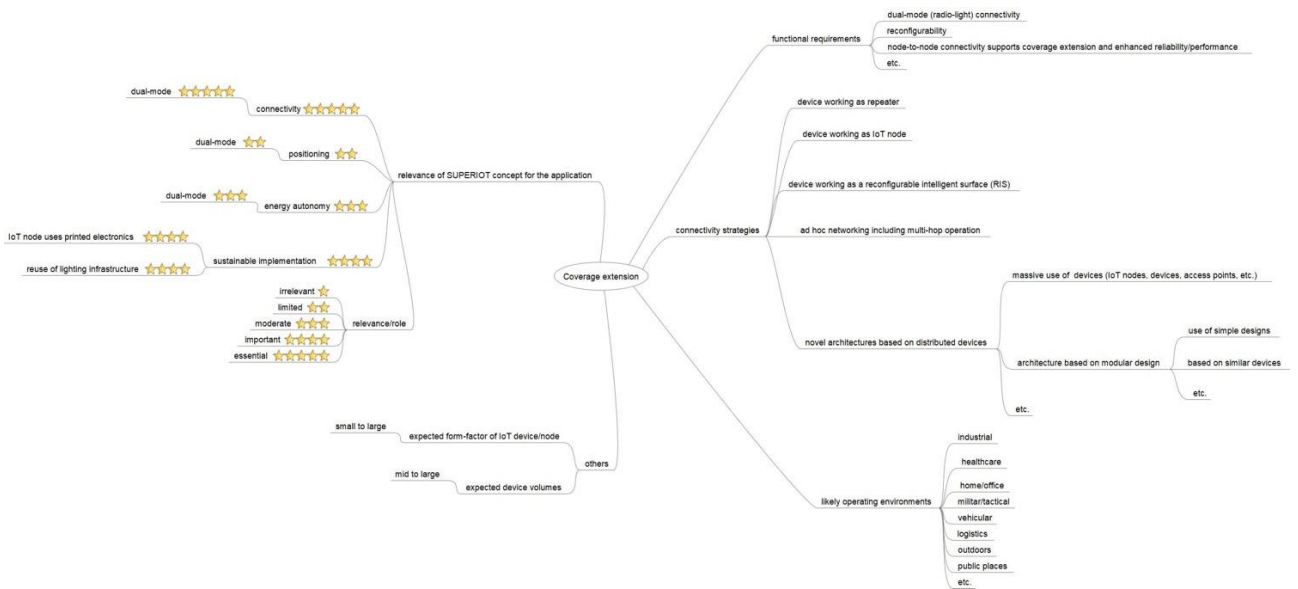 Coverage extension
functional requirements
dual-mode (radio-light) connectivity
reconfigurability
node-to-node connectivity supports coverage extension and enhanced reliability/performance
etc.
connectivity strategies
device working as repeater
device working as IoT node
device working as a reconfigurable intelligent surface (RIS)
ad hoc networking including multi-hop operation
novel architectures based on distributed devices
massive use of devices (IoT nodes, devices, access points, etc.)
architecture based on modular design
use of simple designs
based on similar devices
etc.
etc.
likely operating environments
industrial
healthcare
home/office
militar/tactical
vehicular
logistics
outdoors
public places
etc.
relevance of SUPERIOT concept for the application
connectivity
dual-mode
positioning
dual-mode
energy autonomy
dual-mode
sustainable implementation
IoT node uses printed electronics
reuse of lighting infrastructure
relevance/role
irrelevant
limited
moderate
important
essential
others
expected form-factor of IoT device/node
small to large
expected device volumes
mid to large